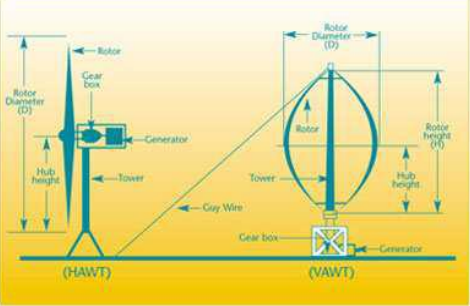 Rotor
Diameter
(D)
Rotor
Gear
box
Generator
Hub
height
Tower
(HAWT)
Guy Wire
Rotor
Diameter
(D)
Rotor
Rotor
height
(H)
Tower
Hub
height
Gear box
Generator
(VAWT)